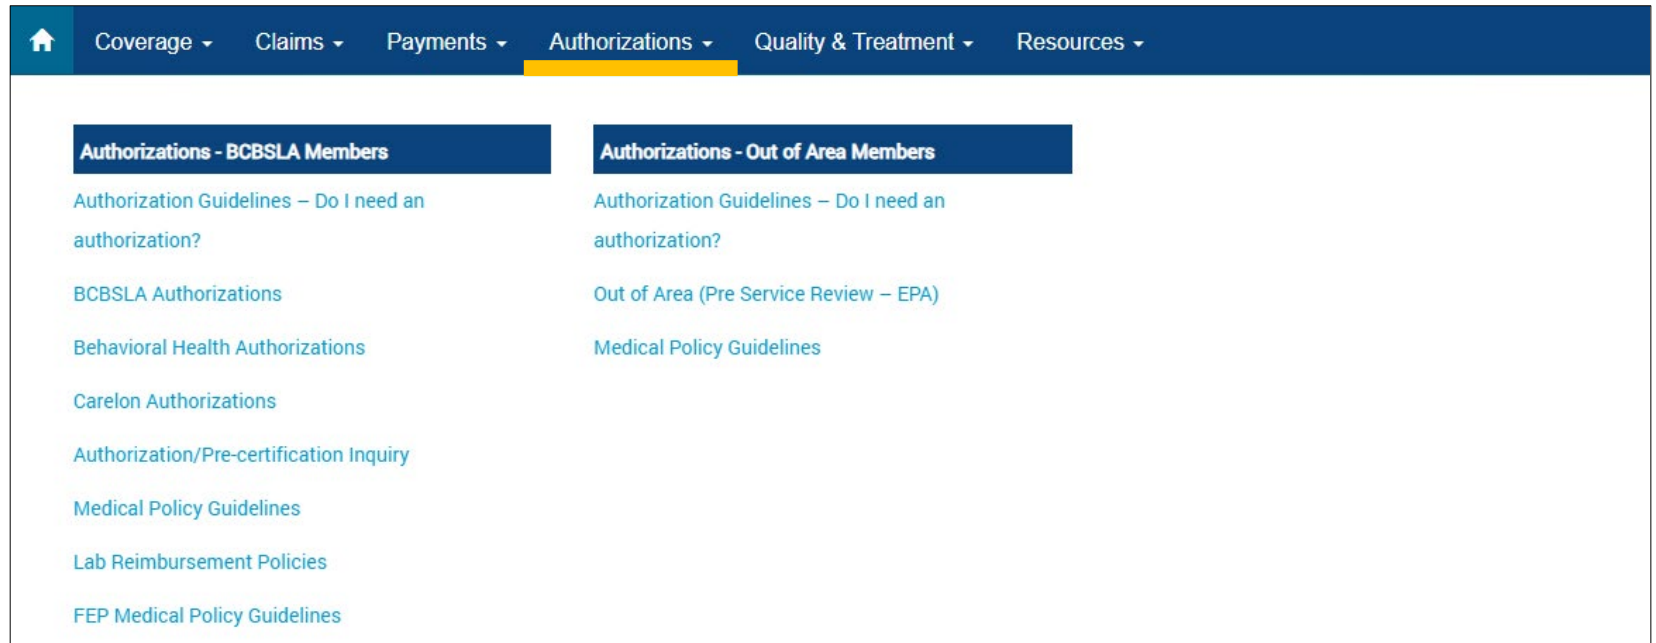 Coverage Claims Payments Authorizations Quality & Treatment Resources
Authorizations - BCBSLA Members
Authorization Guidelines – Do I need an
authorization?
BCBSLA Authorizations
Behavioral Health Authorizations
Carelon Authorizations
Authorization/Pre-certification Inquiry
Medical Policy Guidelines
Lab Reimbursement Policies
FEP Medical Policy Guidelines
Authorizations - Out of Area Members
Authorization Guidelines – Do I need an
authorization?
Out of Area (Pre Service Review – EPA)
Medical Policy Guidelines